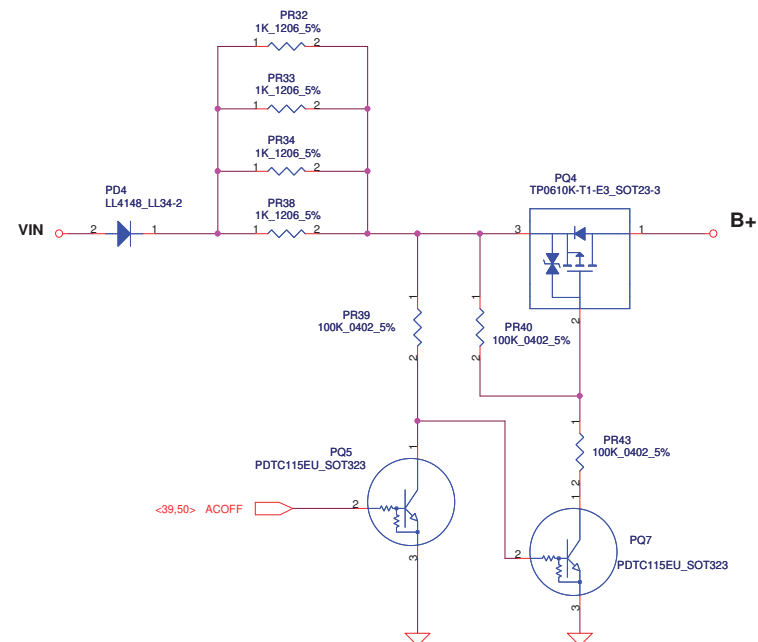 PR32
1K_1206_5%
1 2
PR33
1K_1206_5%
1 2
PR34
1K_1206_5%
1 2
PD4
LL4148_LL34-2
PR38
1K_1206_5%
PQ4
TP0610K-T1-E3_SOT23-3
VIN 2 1 1 2 3 1 B+
2
1 1
PR39
100K_0402_5%
PR40
100K_0402_5%
2 2
1
PR43
100K_0402_5%
2
PQ5
PDTC115EU_SOT323
1
1
<39,50> ACOFF 2
3
PQ7
PDTC115EU_SOT323
2
3